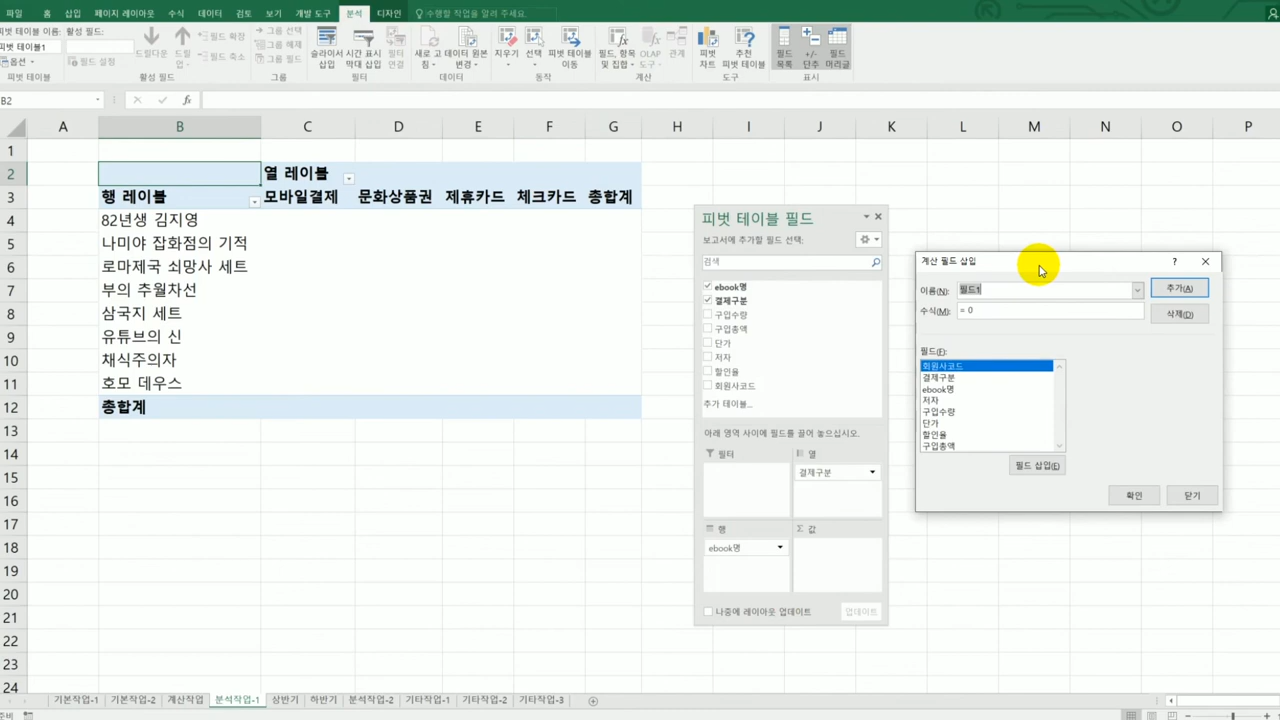 파일 홈 삽입 페이지 레이아웃 수식 데이터 검토 보기 개발 도구 분석 디자인 수행할 작업을 알려 주세요.
피벗 테이블 이름: 활성 필드:
피벗 테이블1
옵션 필드 설정
드릴다운 드릴업 필드 확장 필드 축소
그룹 선택 그룹 해제 그룹 필드
슬라이서 삽입 시간 표시 막대 삽입 필터 연결
새로 고침 데이터 원본 변경
지우기 선택 피벗 테이블 이동
필드, 항목 및 집합 OLAP 도구 관계
피벗 차트 추천 피벗 테이블
필드 목록 +/- 단추 필드 머리글
피벗 테이블 활성 필드 그룹 필터 데이터 동작 계산 도구 표시
B2 fx
A B C D E F G H I J K L M N O P
1
2 열 레이블
3 행 레이블 모바일결제 문화상품권 제휴카드 체크카드 총합계
4 82년생 김지영
5 나미야 잡화점의 기적
6 로마제국 쇠망사 세트
7 부의 추월차선
8 삼국지 세트
9 유튜브의 신
10 채식주의자
11 호모 데우스
12 총합계
13
14
15
16
17
18
19
20
21
22
23
24
피벗 테이블 필드
보고서에 추가할 필드 선택:
검색
ebook명
결제구분
구입수량
구입총액
단가
저자
할인율
회원사코드
추가 테이블...
아래 영역 사이에 필드를 끌어 놓으십시오.
필터 열
결제구분
행 Σ 값
ebook명
나중에 레이아웃 업데이트 업데이트
계산 필드 삽입 ?
이름(N): 필드1 추가(A)
수식(M): = 0 삭제(D)
필드(F):
회원사코드
결제구분
ebook명
저자
구입수량
단가
할인율
구입총액
필드 삽입(E)
확인 닫기
기본작업-1 기본작업-2 계산작업 분석작업-1 상반기 하반기 분석작업-2 기타작업-1 기타작업-2 기타작업-3